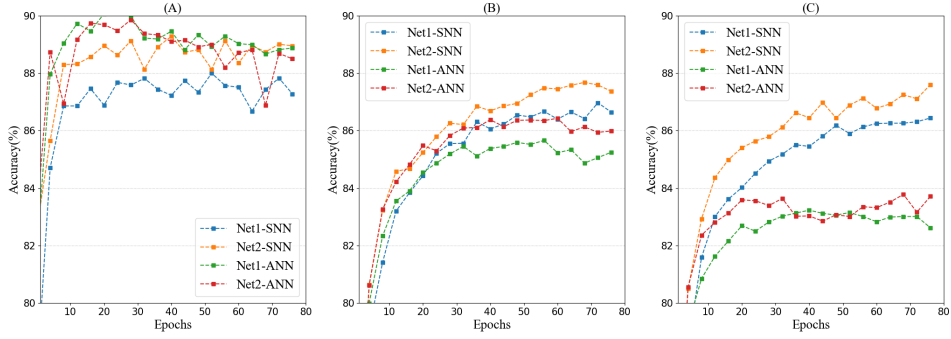 (A)
90
88
86
84
82
80
Accuracy(%)
0
10
20
30
40
50
60
70
80
Epochs
Net1-SNN
Net2-SNN
Net1-ANN
Net2-ANN
(B)
90
88
86
84
82
80
Accuracy(%)
10
20
30
40
50
60
70
80
Epochs
Net1-SNN
Net2-SNN
Net1-ANN
Net2-ANN
(C)
90
88
86
84
82
80
Accuracy(%)
10
20
30
40
50
60
70
80
Epochs
Net1-SNN
Net2-SNN
Net1-ANN
Net2-ANN